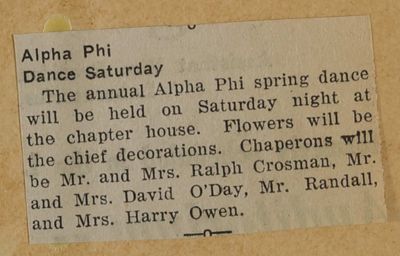 Alpha Phi
Dance Saturday
The annual Alpha Phi spring dance
will be held on Saturday night at
the chapter house. Flowers will be
the chief decorations. Chaperons will
be Mr. and Mrs. Ralph Crosman, Mr.
and Mrs. David O'Day, Mr. Randall,
and Mrs. Harry Owen.